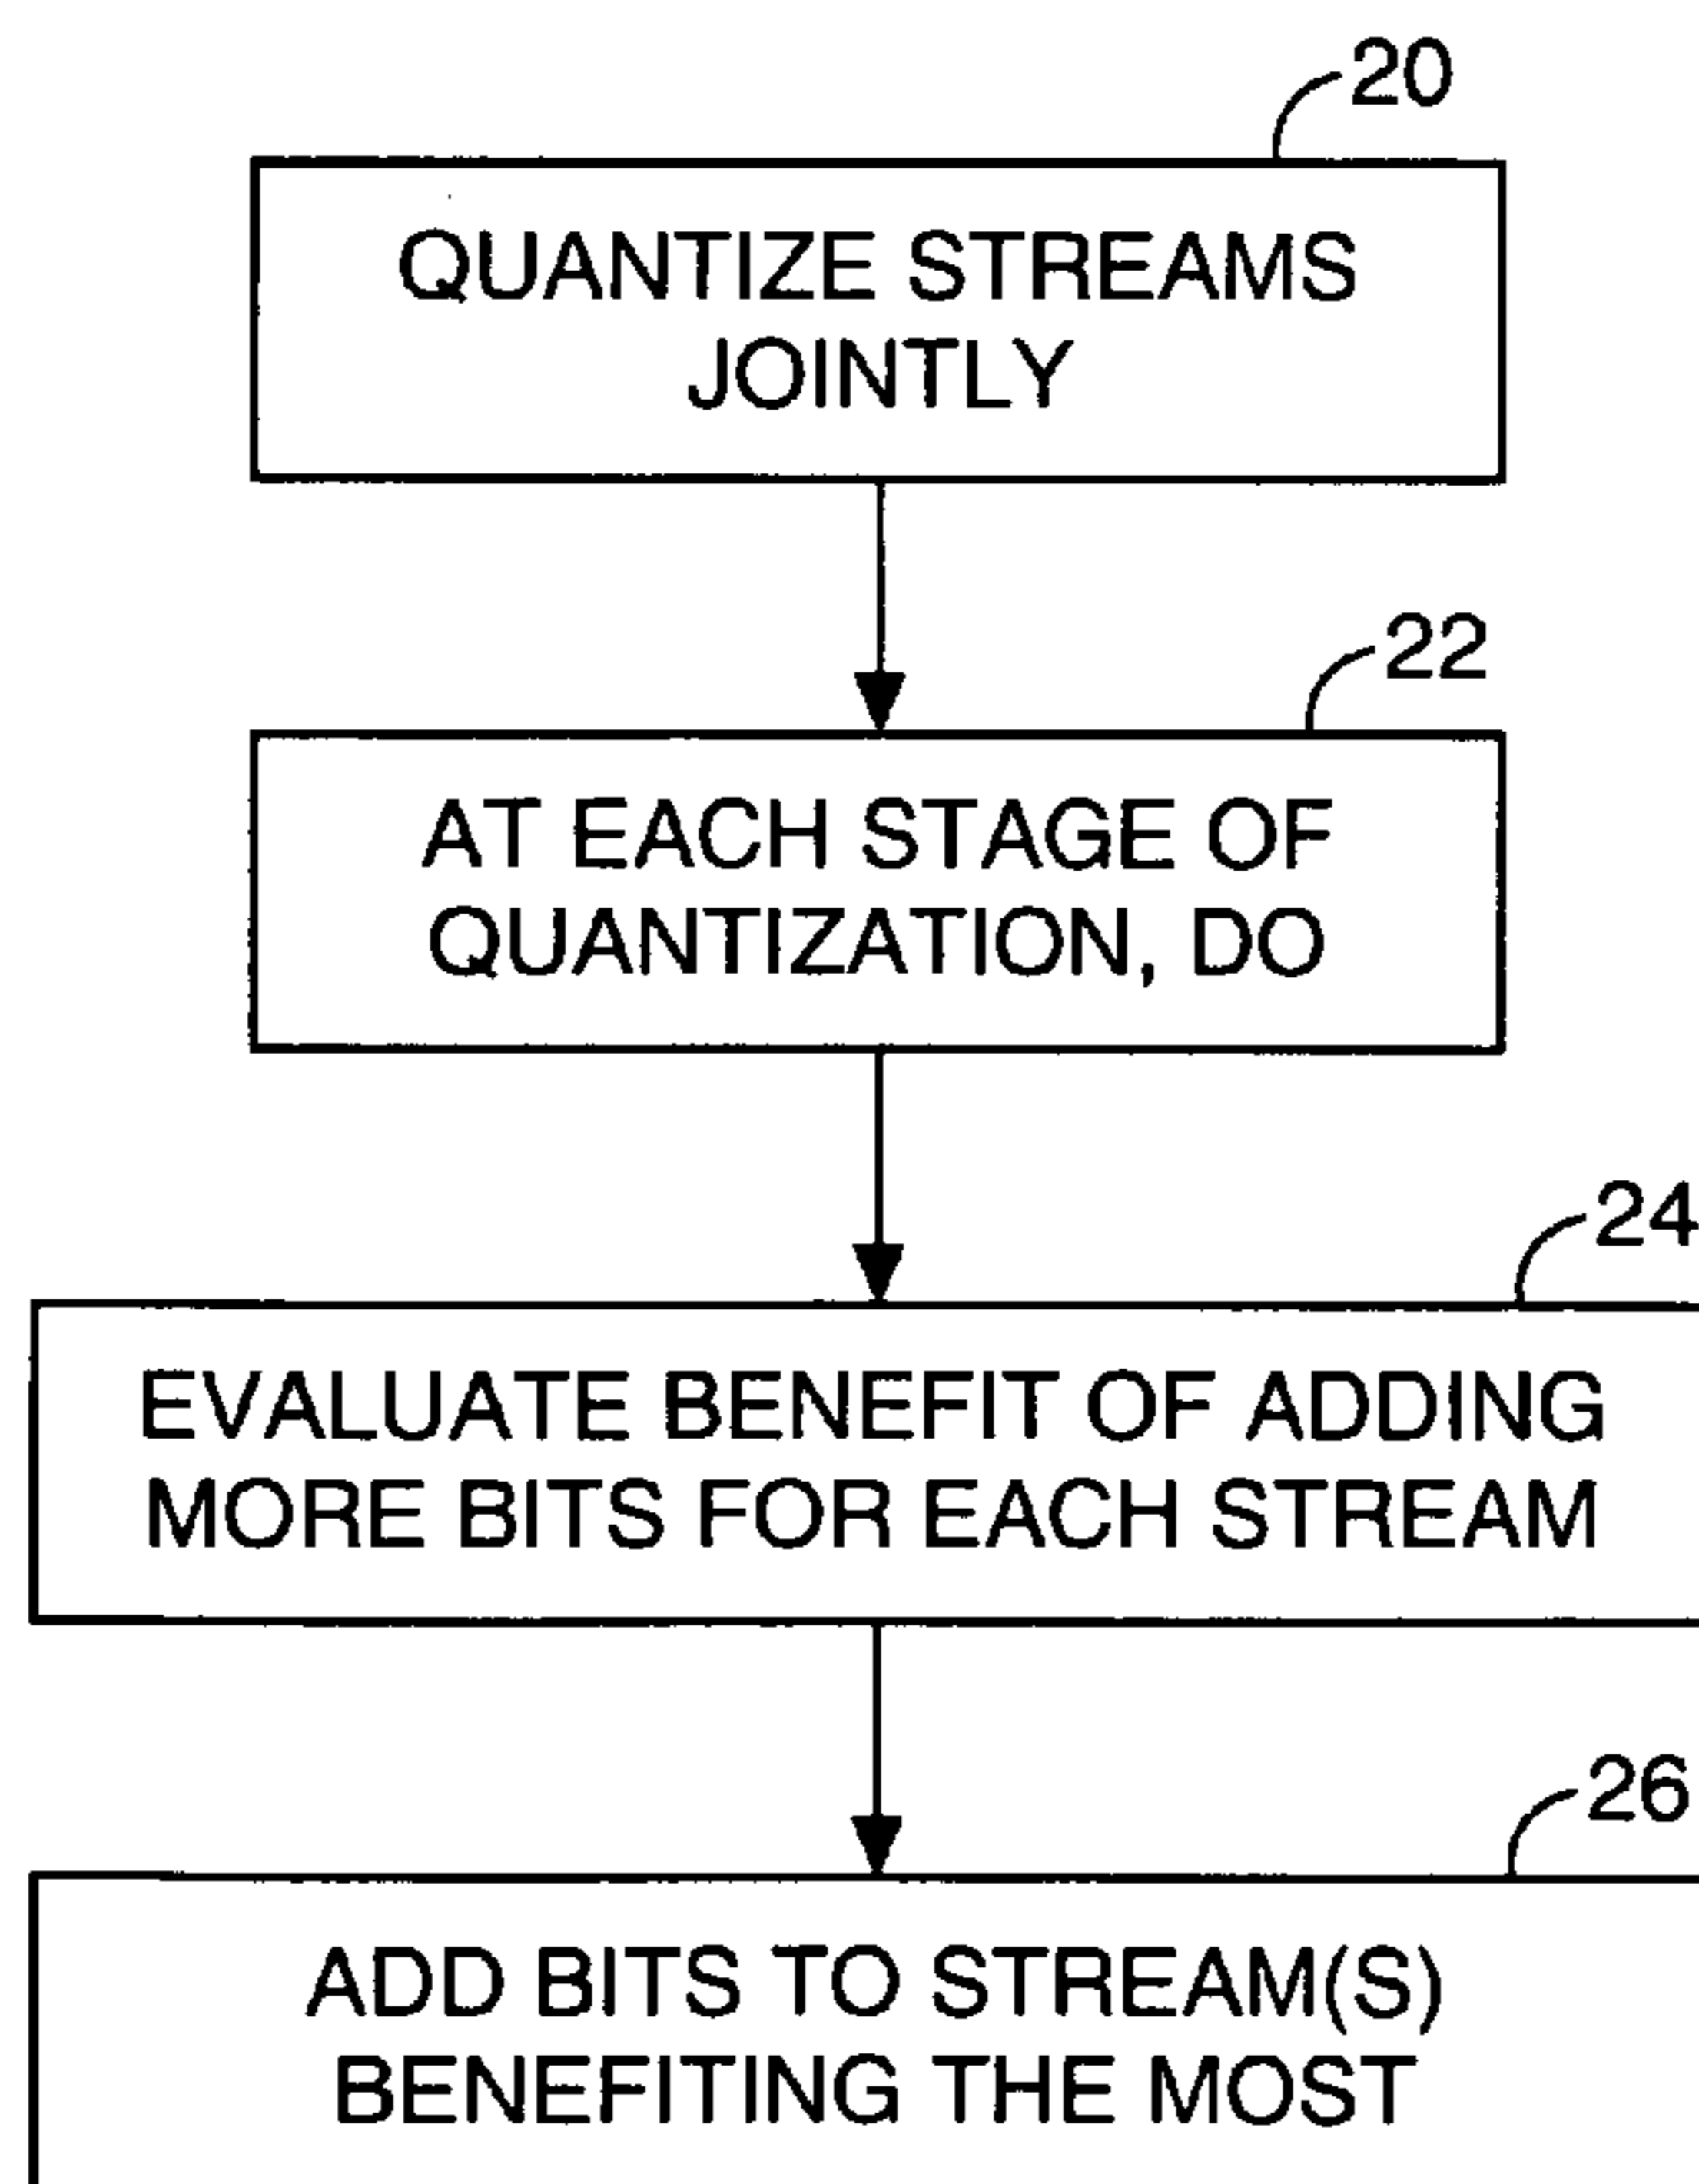 20
QUANTIZE STREAMS
JOINTLY
22
AT EACH STAGE OF
QUANTIZATION, DO
24
EVALUATE BENEFIT OF ADDING
MORE BITS FOR EACH STREAM
26
ADD BITS TO STREAM(S)
BENEFITING THE MOST